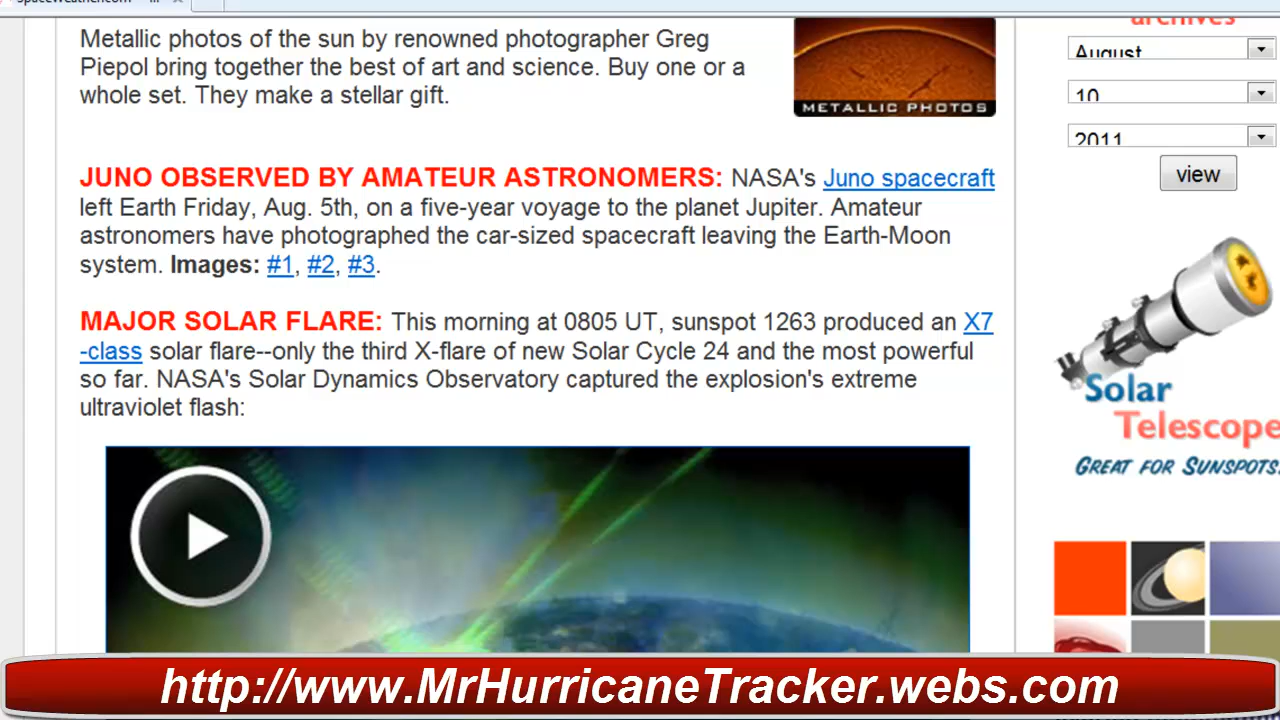 SpaceWeather.com
archives
Metallic photos of the sun by renowned photographer Greg
Piepol bring together the best of art and science. Buy one or a
whole set. They make a stellar gift.
METALLIC PHOTOS
August
10
2011
view
JUNO OBSERVED BY AMATEUR ASTRONOMERS: NASA's Juno spacecraft
left Earth Friday, Aug. 5th, on a five-year voyage to the planet Jupiter. Amateur
astronomers have photographed the car-sized spacecraft leaving the Earth-Moon
system. Images: #1, #2, #3.
MAJOR SOLAR FLARE: This morning at 0805 UT, sunspot 1263 produced an X7
-class solar flare--only the third X-flare of new Solar Cycle 24 and the most powerful
so far. NASA's Solar Dynamics Observatory captured the explosion's extreme
ultraviolet flash:
Solar
Telescope
GREAT FOR SUNSPOTS!
http://www.MrHurricaneTracker.webs.com